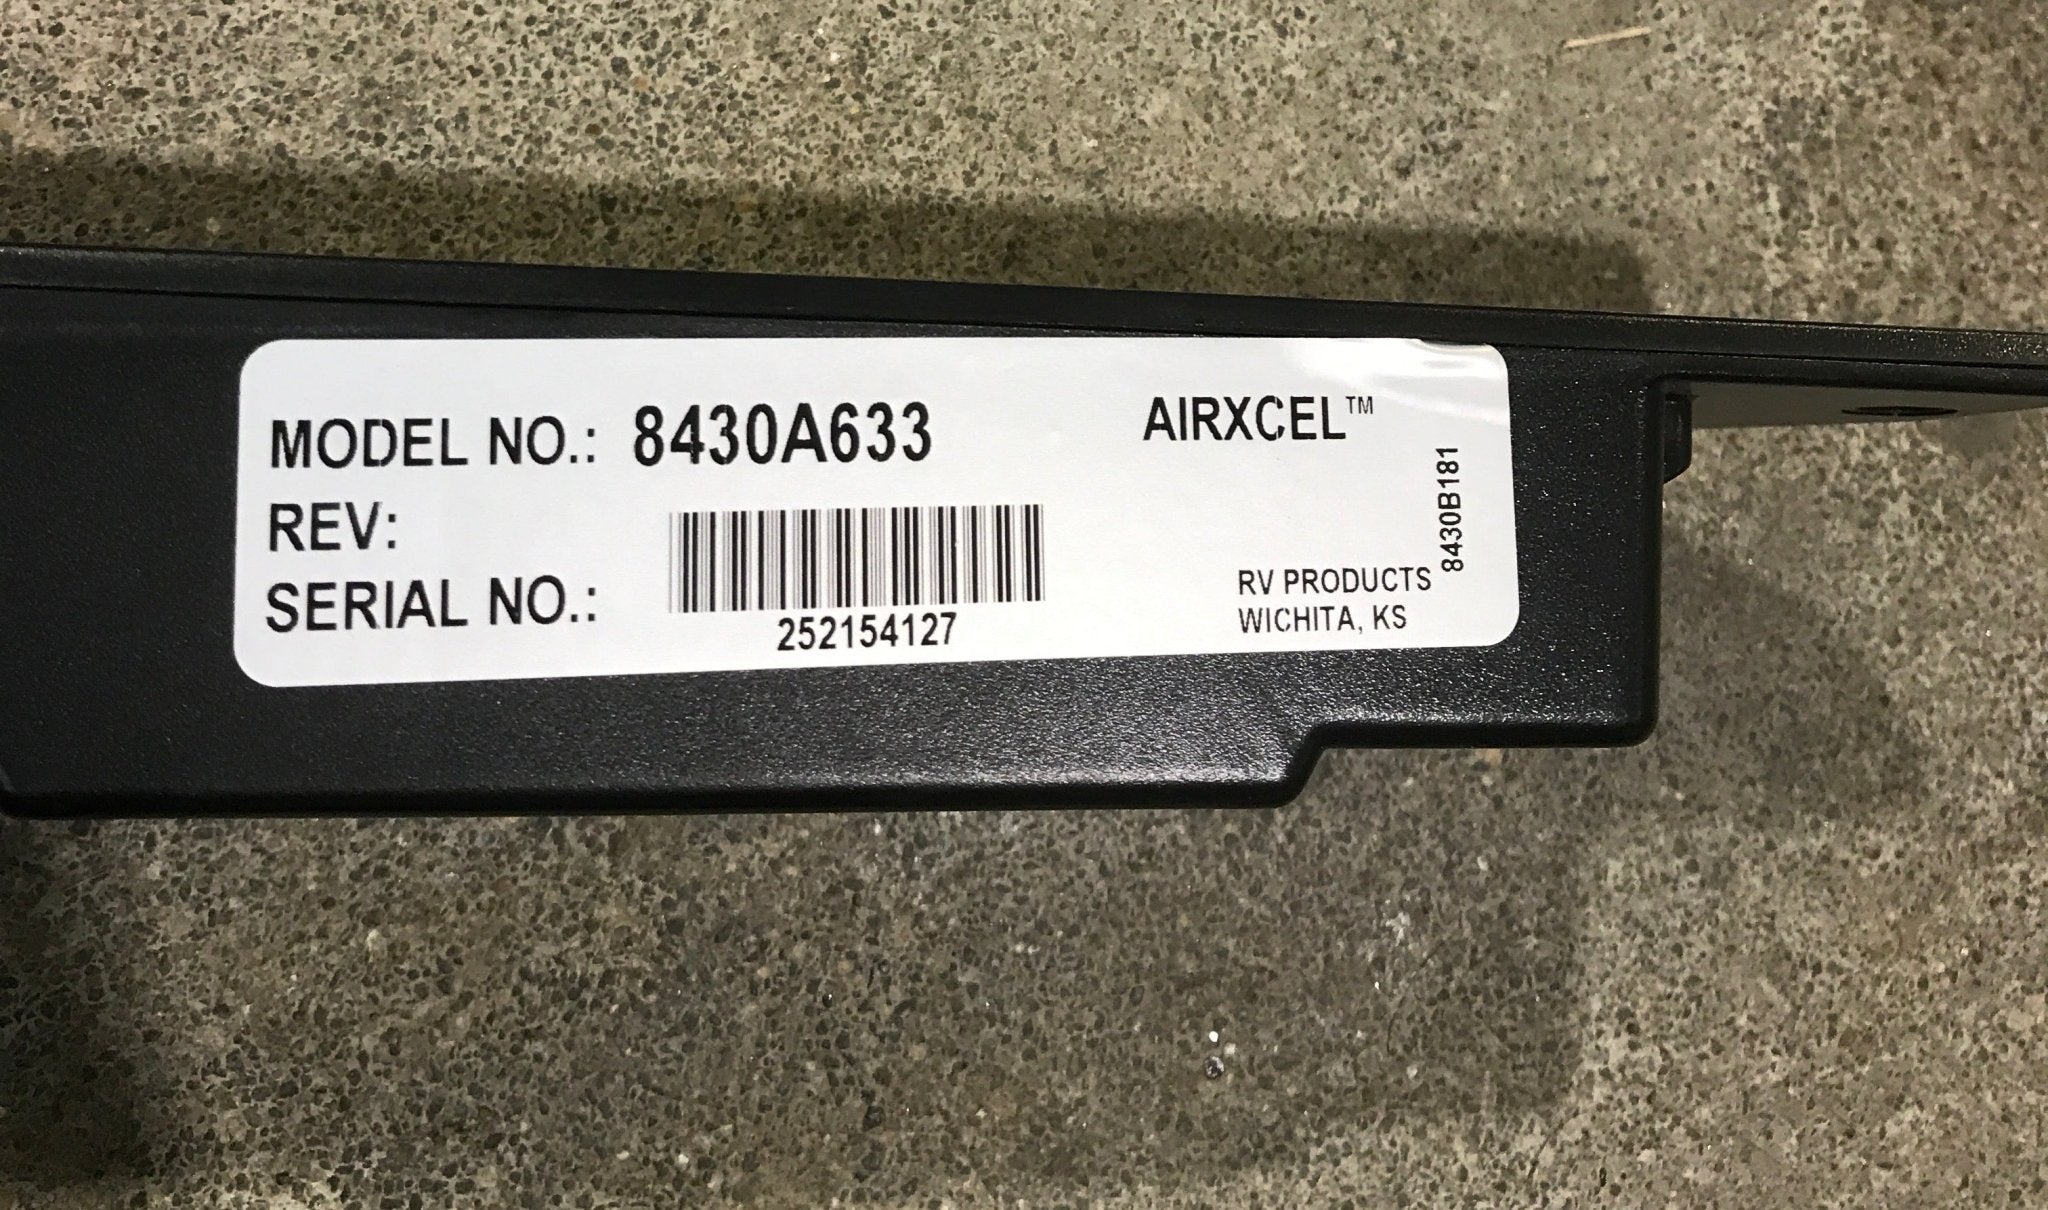 MODEL NO.: 8430A633
REV:
SERIAL NO.:
252154127
AIRXCEL™
8430B181
RV PRODUCTS
WICHITA, KS